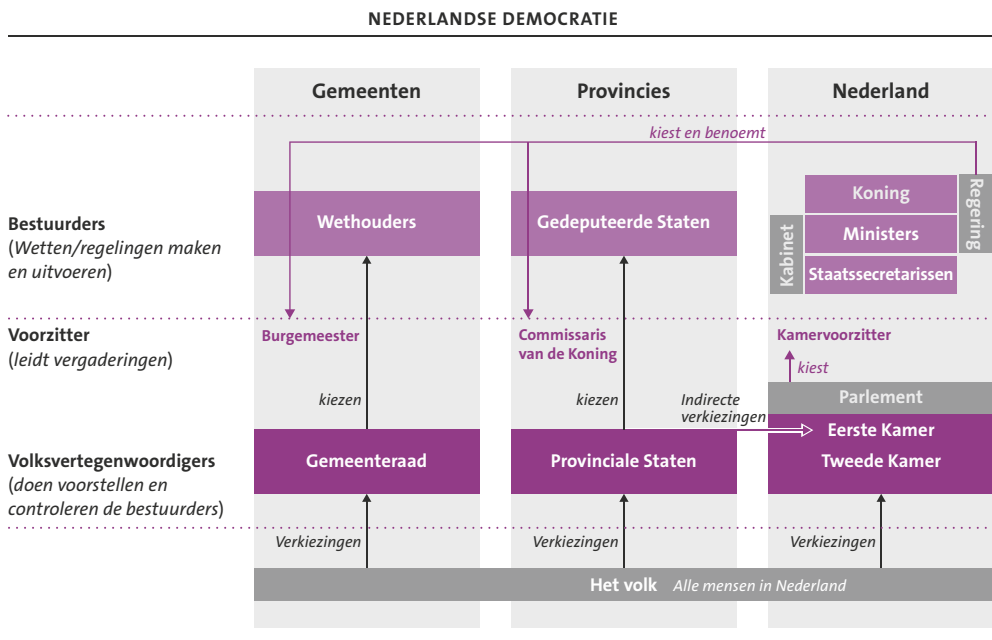 NEDERLANDSE DEMOCRATIE
Gemeenten
Provincies
Nederland
kiest en benoemt
Bestuurders
(Wetten/regelingen maken
en uitvoeren)
Wethouders
Gedeputeerde Staten
Koning
Ministers
Staatssecretarissen
Kabinet
Regering
Voorzitter
(leidt vergaderingen)
Burgemeester
Commissaris
van de Koning
Kamervoorzitter
kiest
kiezen
kiezen
Indirecte
verkiezingen
Parlement
Eerste Kamer
Tweede Kamer
Volksvertegenwoordigers
(doen voorstellen en
controleren de bestuurders)
Gemeenteraad
Provinciale Staten
Verkiezingen
Verkiezingen
Verkiezingen
Het volk Alle mensen in Nederland